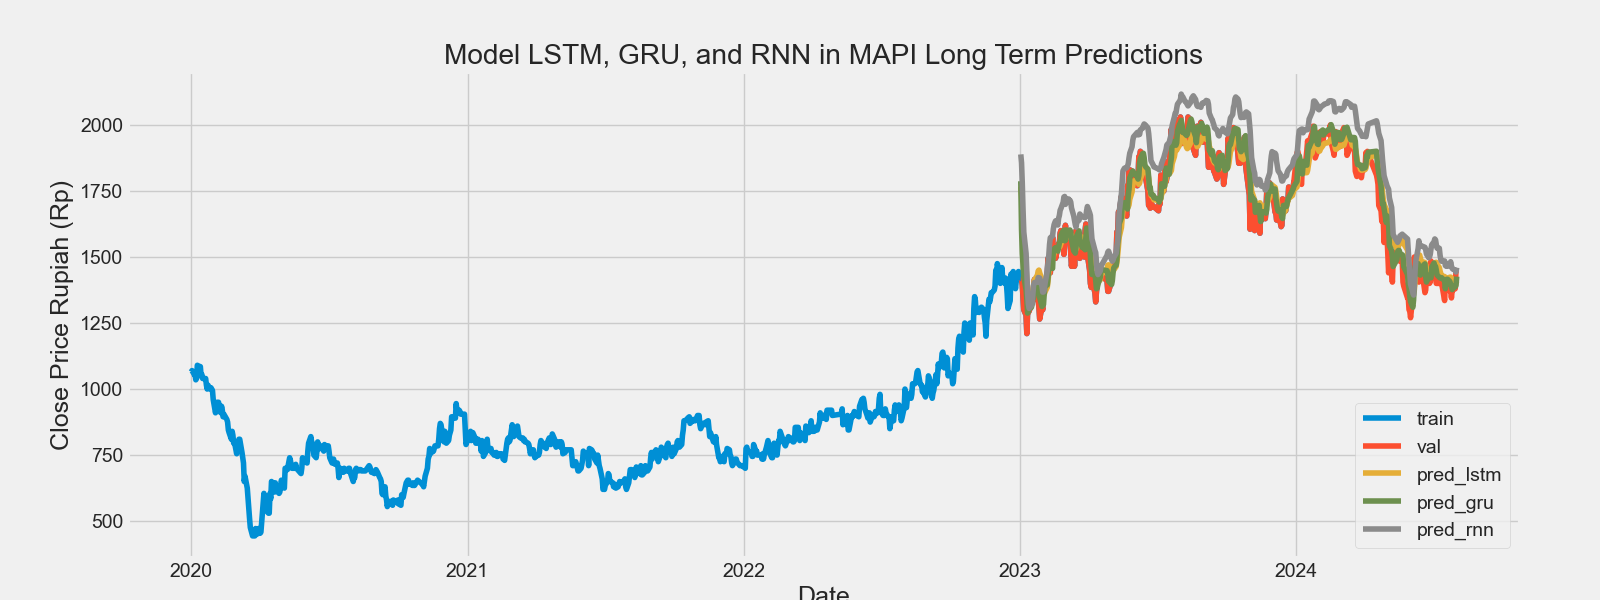 Model LSTM, GRU, and RNN in MAPI Long Term Predictions
Close Price Rupiah (Rp)
2000
1750
1500
1250
1000
750
500
2020
2021
2022
2023
2024
Date
train
val
pred_lstm
pred_gru
pred_rnn